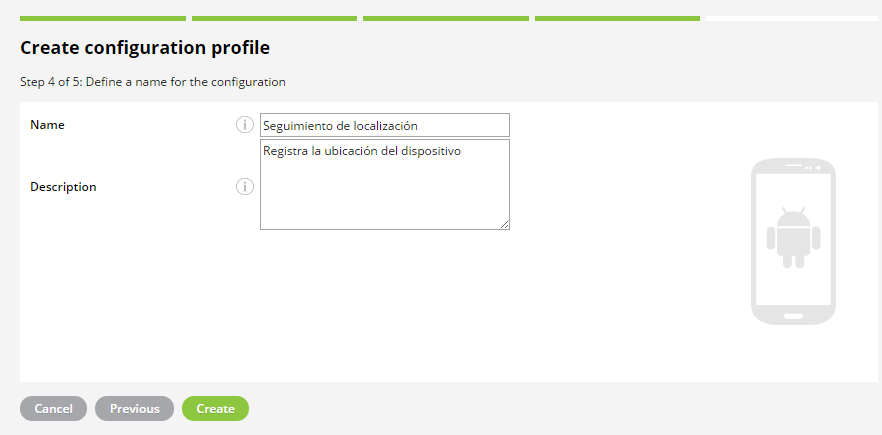 Create configuration profile
Step 4 of 5: Define a name for the configuration
Name
Seguimiento de localización
Description
Registra la ubicación del dispositivo
Cancel
Previous
Create